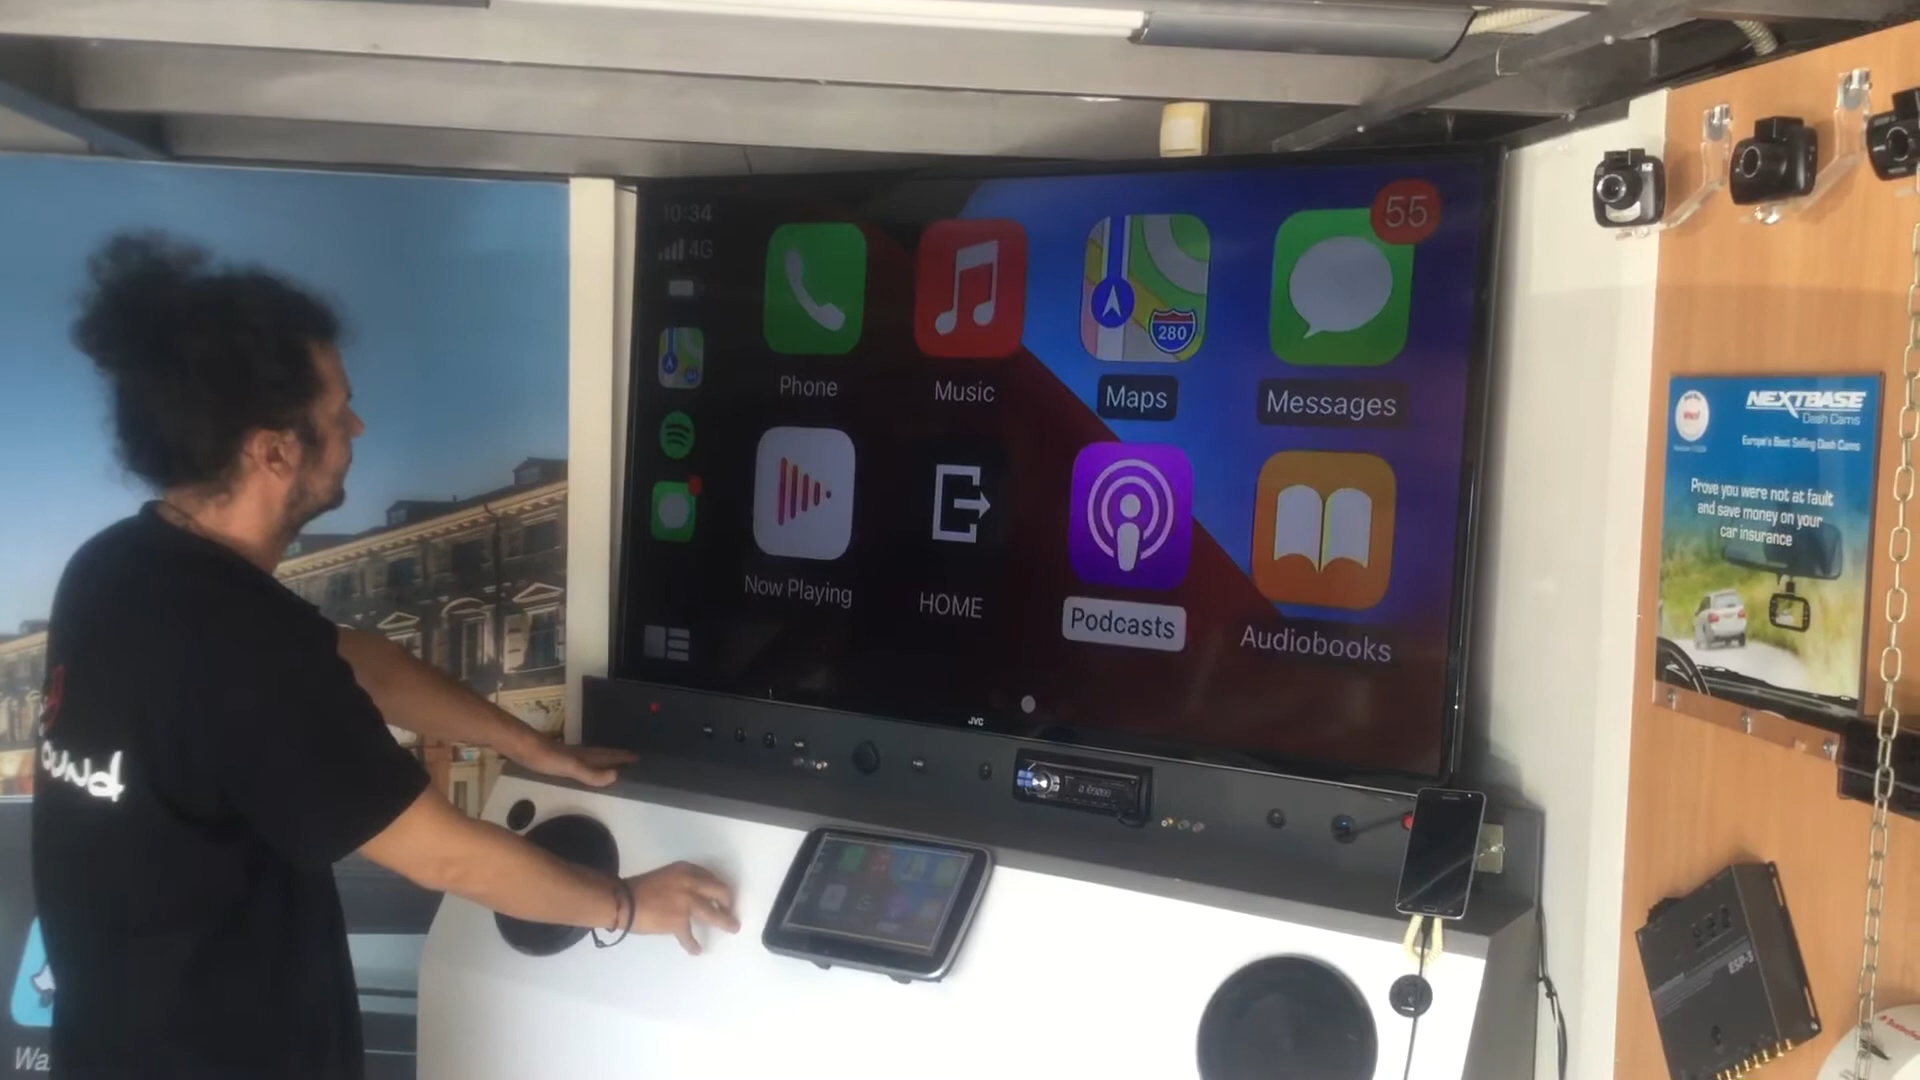 10:34
4G
55
280
Phone
Music
Maps
Messages
Now Playing
HOME
Podcasts
Audiobooks
JVC
ound
Wa
NEXTBASE
Dash Cams
Europe's Best Selling Dash Cams
Prove you were not at fault
and save money on your
car insurance
ESP-3